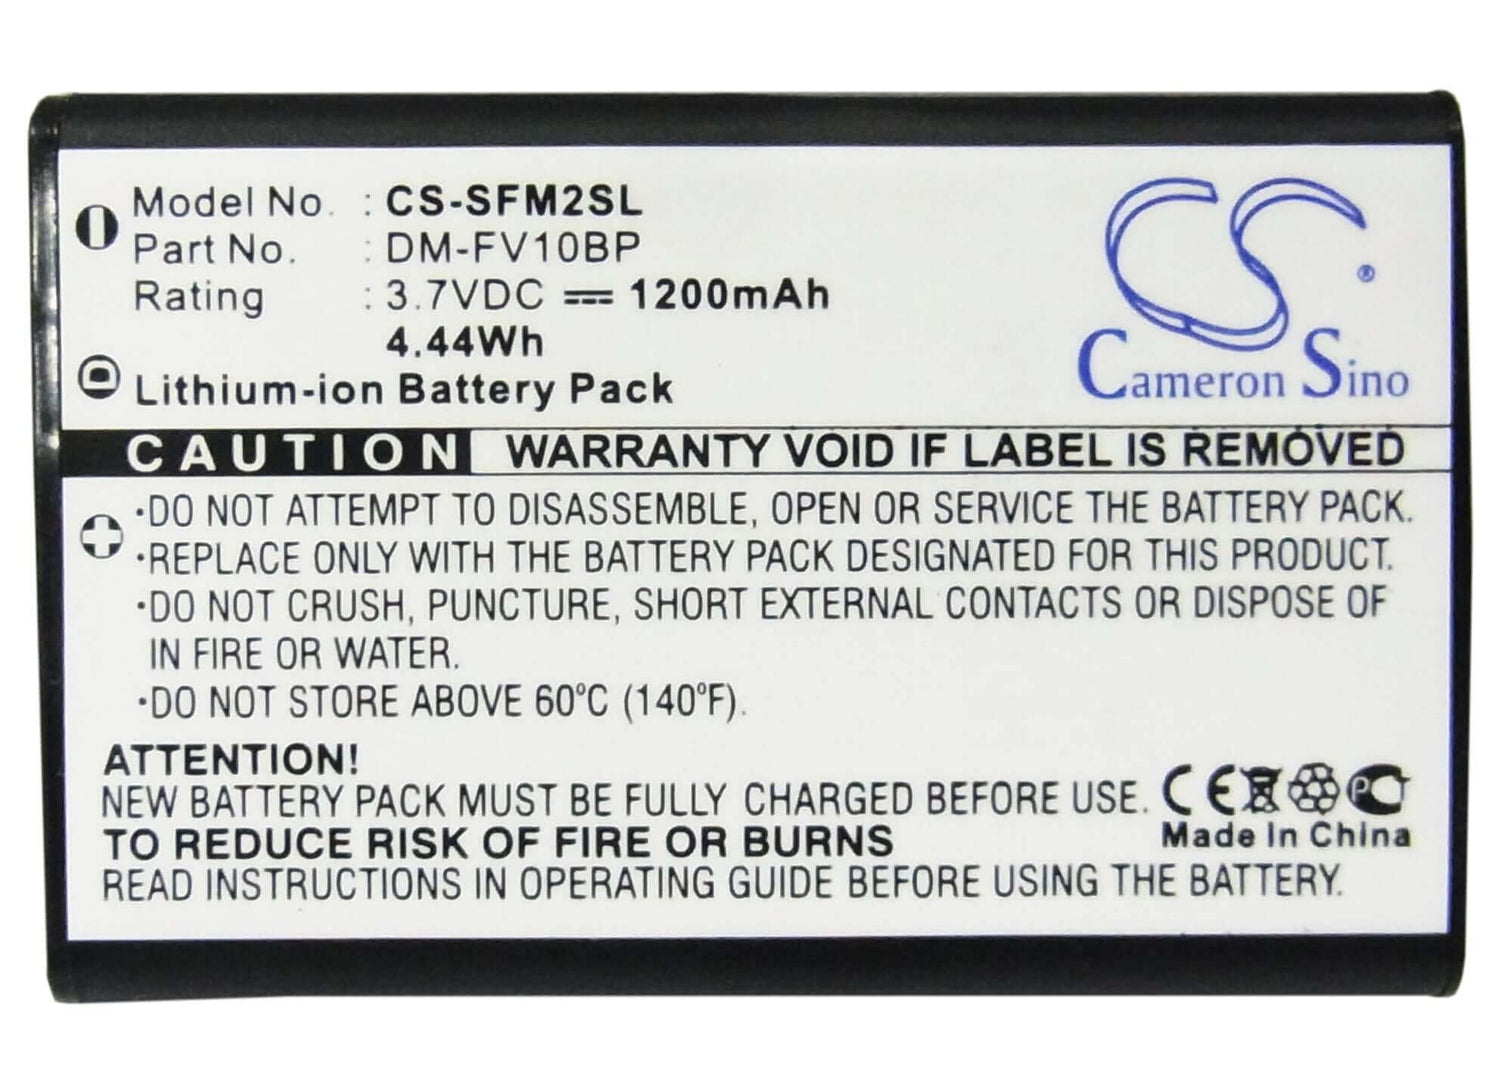 Model No. : CS-SFM2SL
Part No. : DM-FV10BP
Rating : 3.7VDC 1200mAh
4.44Wh
Lithium-ion Battery Pack
CS ®
Cameron Sino
CAUTION WARRANTY VOID IF LABEL IS REMOVED
·DO NOT ATTEMPT TO DISASSEMBLE, OPEN OR SERVICE THE BATTERY PACK.
·REPLACE ONLY WITH THE BATTERY PACK DESIGNATED FOR THIS PRODUCT.
·DO NOT CRUSH, PUNCTURE, SHORT EXTERNAL CONTACTS OR DISPOSE OF
IN FIRE OR WATER.
·DO NOT STORE ABOVE 60°C (140°F).
ATTENTION!
NEW BATTERY PACK MUST BE FULLY CHARGED BEFORE USE.
CE PC
TO REDUCE RISK OF FIRE OR BURNS
Made In China
READ INSTRUCTIONS IN OPERATING GUIDE BEFORE USING THE BATTERY.